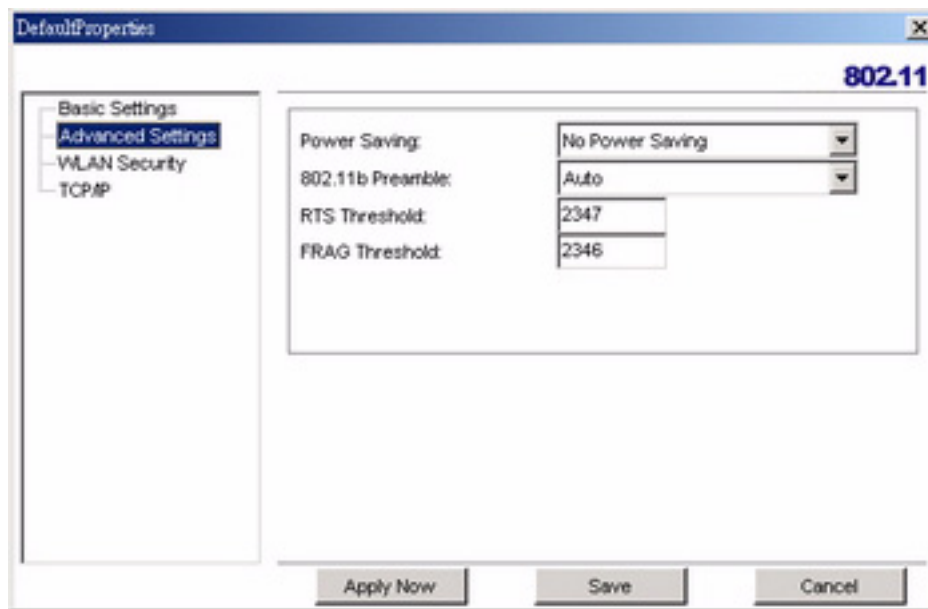 DefaultProperties
802.11
Basic Settings
Advanced Settings
WLAN Security
TCP/IP
Power Saving: No Power Saving
802.11b Preamble: Auto
RTS Threshold: 2347
FRAG Threshold: 2346
Apply Now Save Cancel